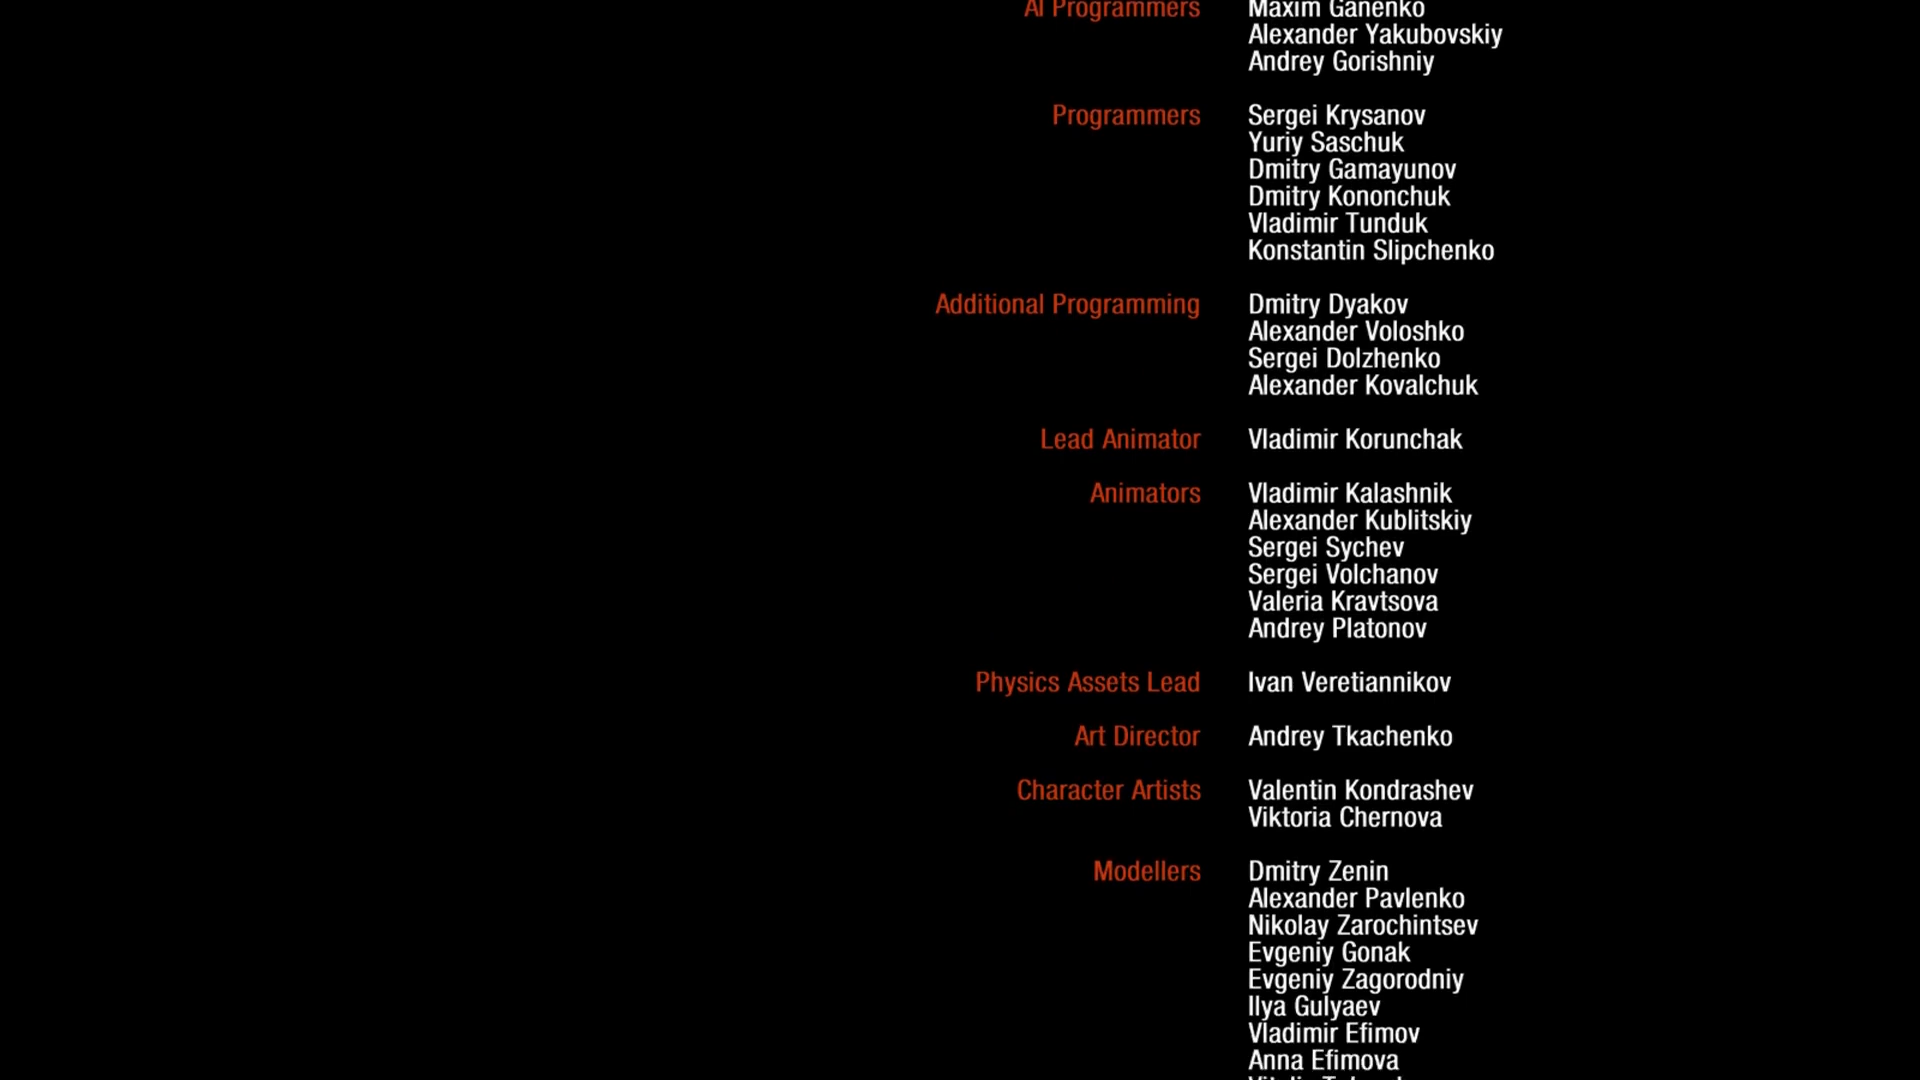 AI Programmers Maxim Ganenko
Alexander Yakubovskiy
Andrey Gorishniy
Programmers Sergei Krysanov
Yuriy Saschuk
Dmitry Gamayunov
Dmitry Kononchuk
Vladimir Tunduk
Konstantin Slipchenko
Additional Programming Dmitry Dyakov
Alexander Voloshko
Sergei Dolzhenko
Alexander Kovalchuk
Lead Animator Vladimir Korunchak
Animators Vladimir Kalashnik
Alexander Kublitskiy
Sergei Sychev
Sergei Volchanov
Valeria Kravtsova
Andrey Platonov
Physics Assets Lead Ivan Veretiannikov
Art Director Andrey Tkachenko
Character Artists Valentin Kondrashev
Viktoria Chernova
Modellers Dmitry Zenin
Alexander Pavlenko
Nikolay Zarochintsev
Evgeniy Gonak
Evgeniy Zagorodniy
Ilya Gulyaev
Vladimir Efimov
Anna Efimova